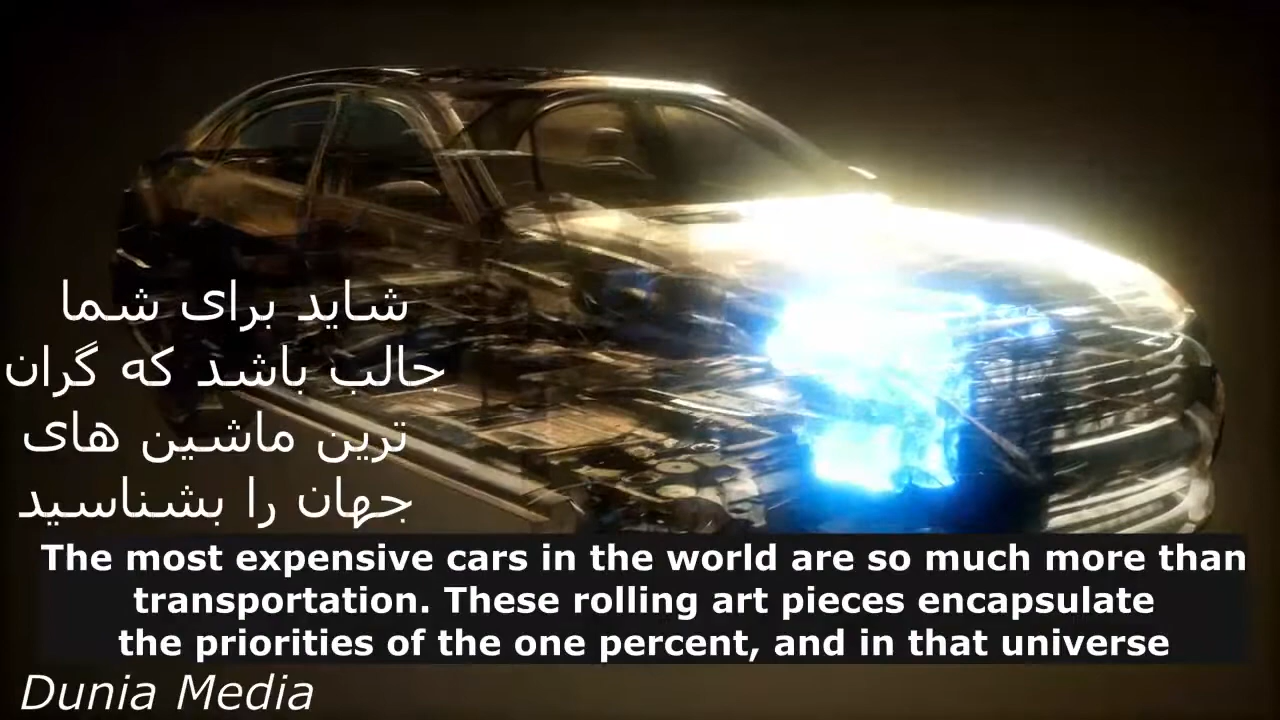 شاید برای شما
جالب باشد که گران
ترین ماشین های
جهان را بشناسید
The most expensive cars in the world are so much more than
transportation. These rolling art pieces encapsulate
the priorities of the one percent, and in that universe
Dunia Media